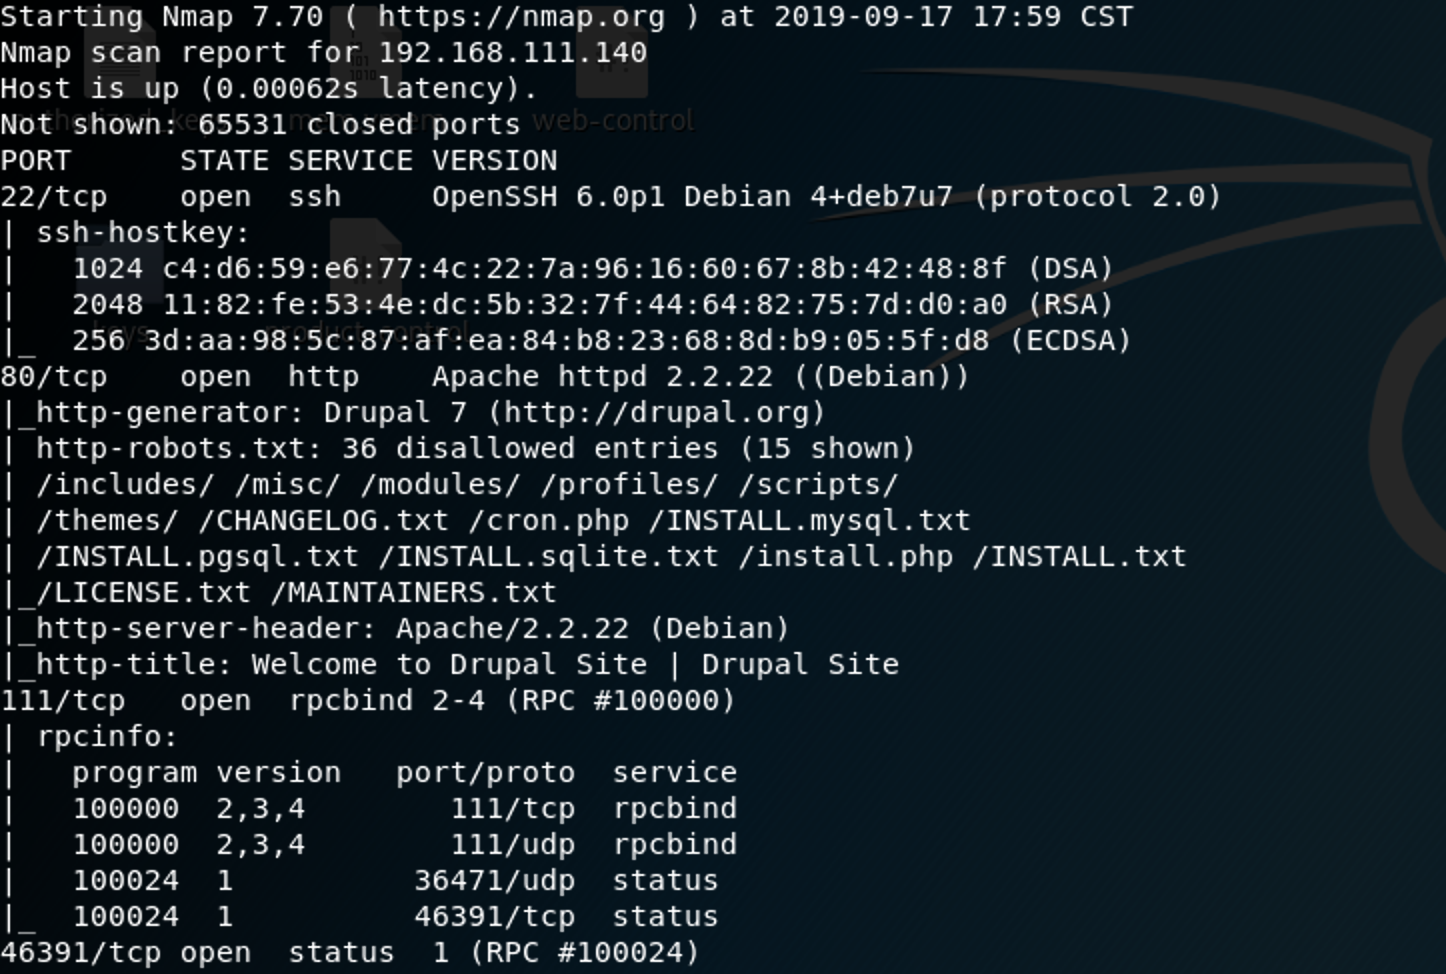 Starting Nmap 7.70 ( https://nmap.org ) at 2019-09-17 17:59 CST
Nmap scan report for 192.168.111.140
Host is up (0.00062s latency).
Not shown: 65531 closed ports
web-control
PORT      STATE SERVICE VERSION
22/tcp    open  ssh     OpenSSH 6.0p1 Debian 4+deb7u7 (protocol 2.0)
| ssh-hostkey:
|   1024 c4:d6:59:e6:77:4c:22:7a:96:16:60:67:8b:42:48:8f (DSA)
|   2048 11:82:fe:53:4e:dc:5b:32:7f:44:64:82:75:7d:d0:a0 (RSA)
|_  256 3d:aa:98:5c:87:af:ea:84:b8:23:68:8d:b9:05:5f:d8 (ECDSA)
80/tcp    open  http    Apache httpd 2.2.22 ((Debian))
|_http-generator: Drupal 7 (http://drupal.org)
| http-robots.txt: 36 disallowed entries (15 shown)
| /includes/ /misc/ /modules/ /profiles/ /scripts/
| /themes/ /CHANGELOG.txt /cron.php /INSTALL.mysql.txt
| /INSTALL.pgsql.txt /INSTALL.sqlite.txt /install.php /INSTALL.txt
|_/LICENSE.txt /MAINTAINERS.txt
|_http-server-header: Apache/2.2.22 (Debian)
|_http-title: Welcome to Drupal Site | Drupal Site
111/tcp   open  rpcbind 2-4 (RPC #100000)
| rpcinfo:
|   program version   port/proto  service
|   100000  2,3,4        111/tcp  rpcbind
|   100000  2,3,4        111/udp  rpcbind
|   100024  1          36471/udp  status
|_  100024  1          46391/tcp  status
46391/tcp open  status  1 (RPC #100024)